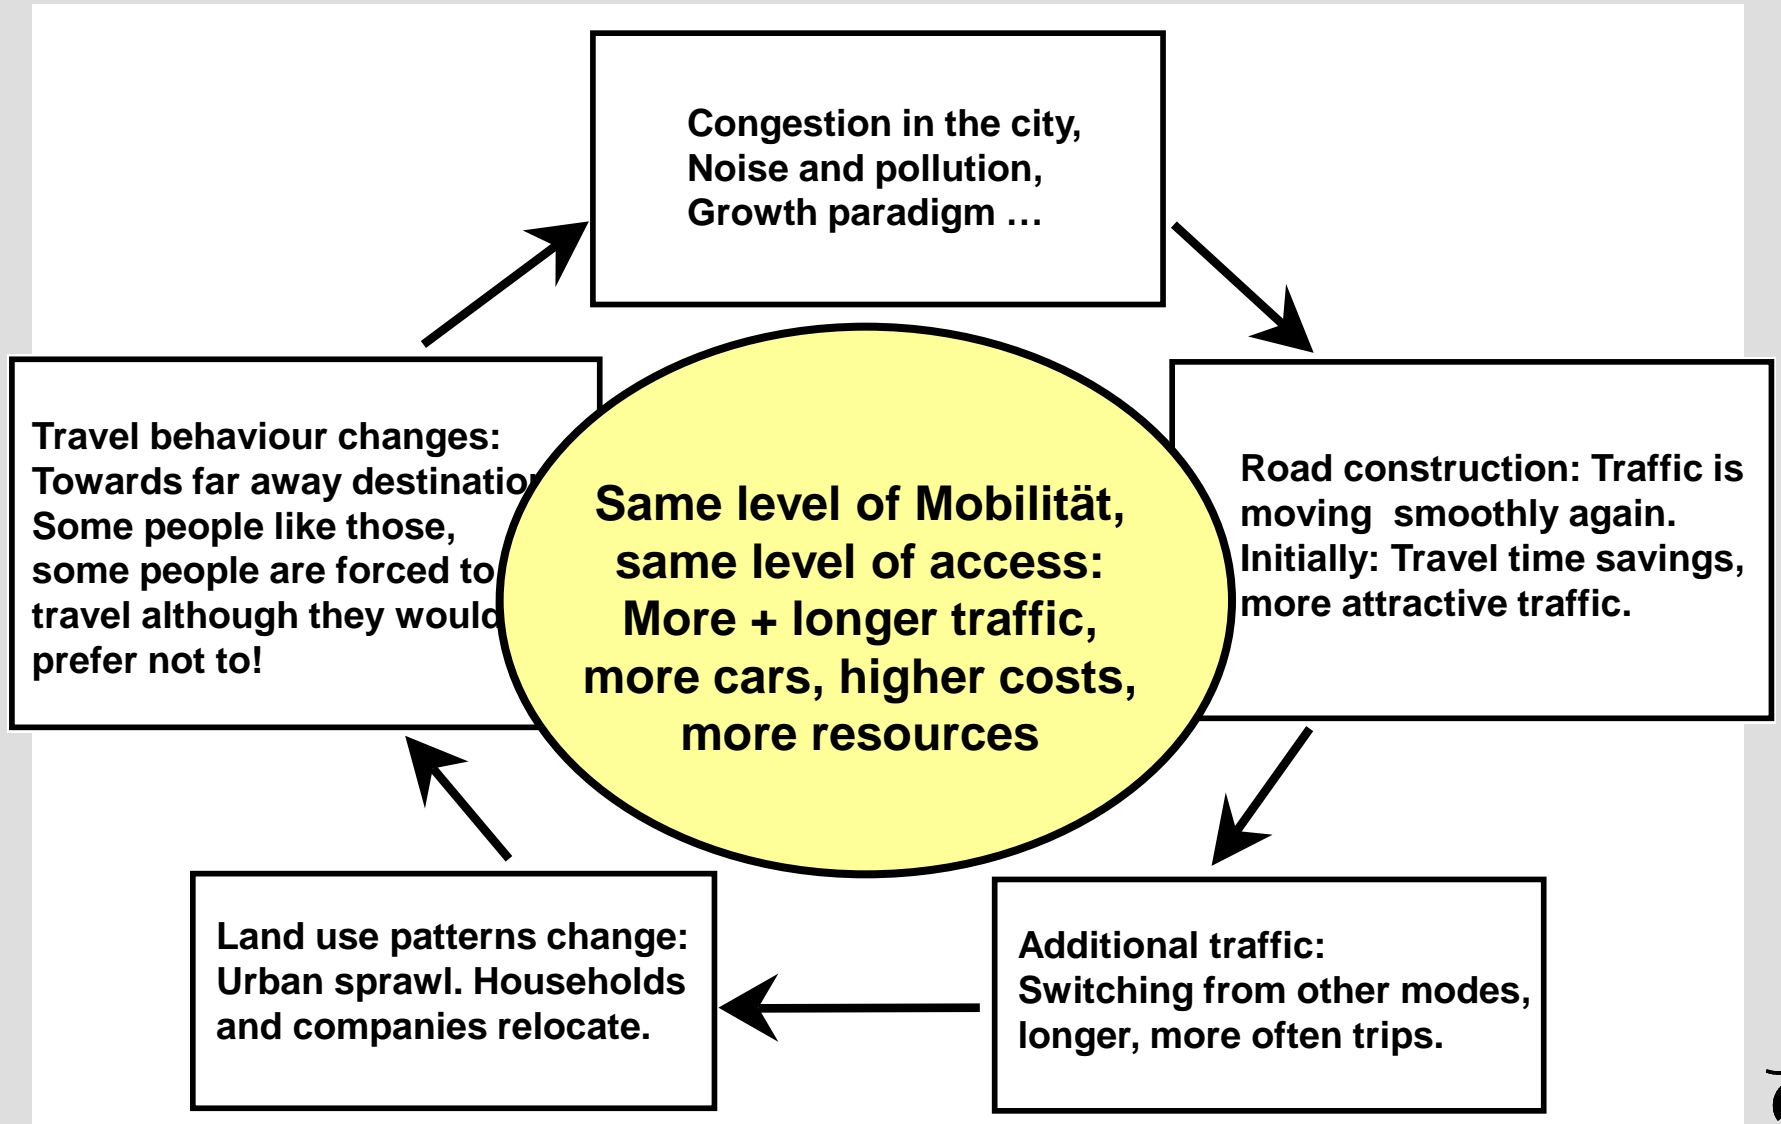 Congestion in the city,
Noise and pollution,
Growth paradigm …
Travel behaviour changes:
Towards far away
Some people like those,
some people are forced to
travel although they would
prefer not to!
Same level of Mobilität,
same level of access:
More + longer traffic,
more cars, higher costs,
more resources
Road construction: Traffic is
moving smoothly again.
Initially: Travel time savings,
more attractive traffic.
Land use patterns change:
Urban sprawl. Households
and companies relocate.
Additional traffic:
Switching from other modes,
longer, more often trips.